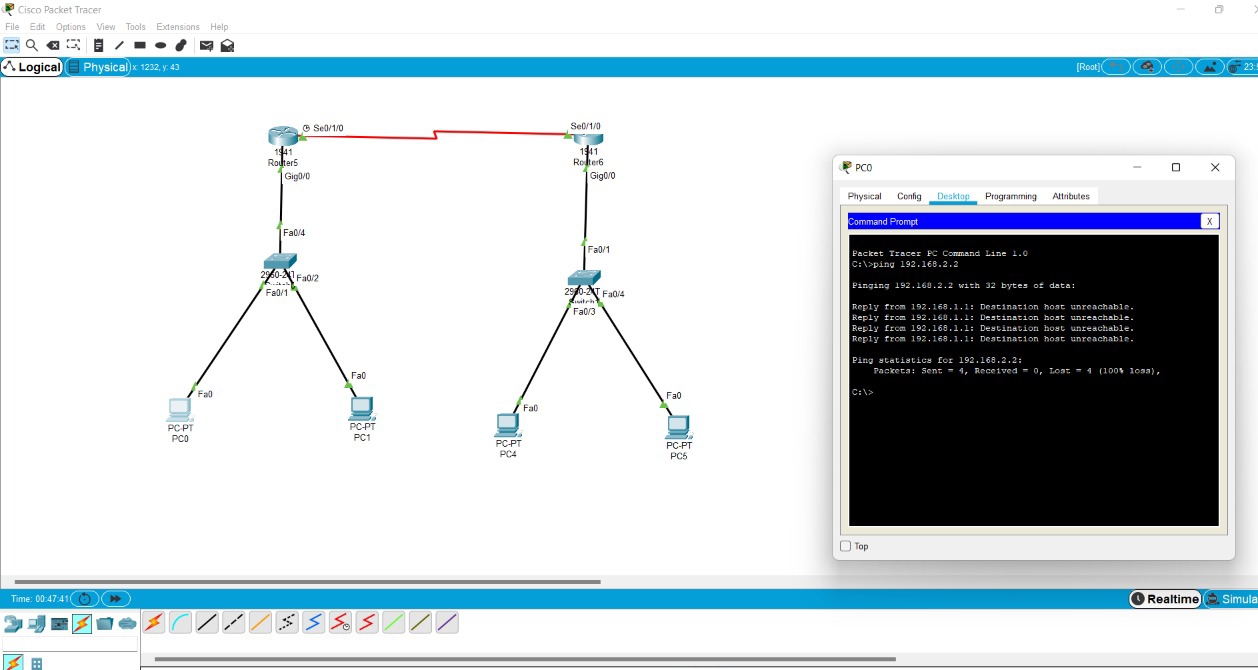 Cisco Packet Tracer
File Edit Options View Tools Extensions Help
Logical
Physical
x: 1232, y: 43
[Root]
Se0/1/0
1941
Router5
Gig0/0
Fa0/4
Fa0/2
Fa0/1
Fa0
PC-PT
PC0
Fa0
PC-PT
PC1
Se0/1/0
1941
Router6
Gig0/0
Fa0/1
Fa0/4
Fa0/3
Fa0
PC-PT
PC4
Fa0
PC-PT
PC5
PC0
Physical Config Desktop Programming Attributes
Command Prompt
X
Packet Tracer PC Command Line 1.0
C:\>ping 192.168.2.2
Pinging 192.168.2.2 with 32 bytes of data:
Reply from 192.168.1.1: Destination host unreachable.
Reply from 192.168.1.1: Destination host unreachable.
Reply from 192.168.1.1: Destination host unreachable.
Reply from 192.168.1.1: Destination host unreachable.
Ping statistics for 192.168.2.2:
Packets: Sent = 4, Received = 0, Lost = 4 (100% loss),
C:\>
Top
Time: 00:47:41
Realtime
Simula